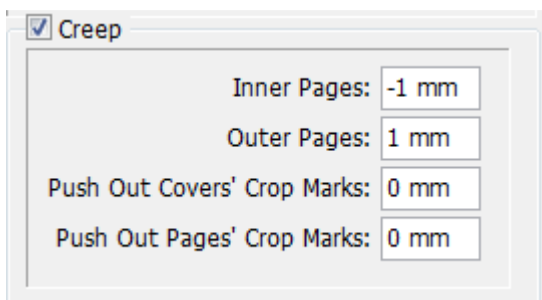 Creep
Inner Pages: -1 mm
Outer Pages: 1 mm
Push Out Covers' Crop Marks: 0 mm
Push Out Pages' Crop Marks: 0 mm